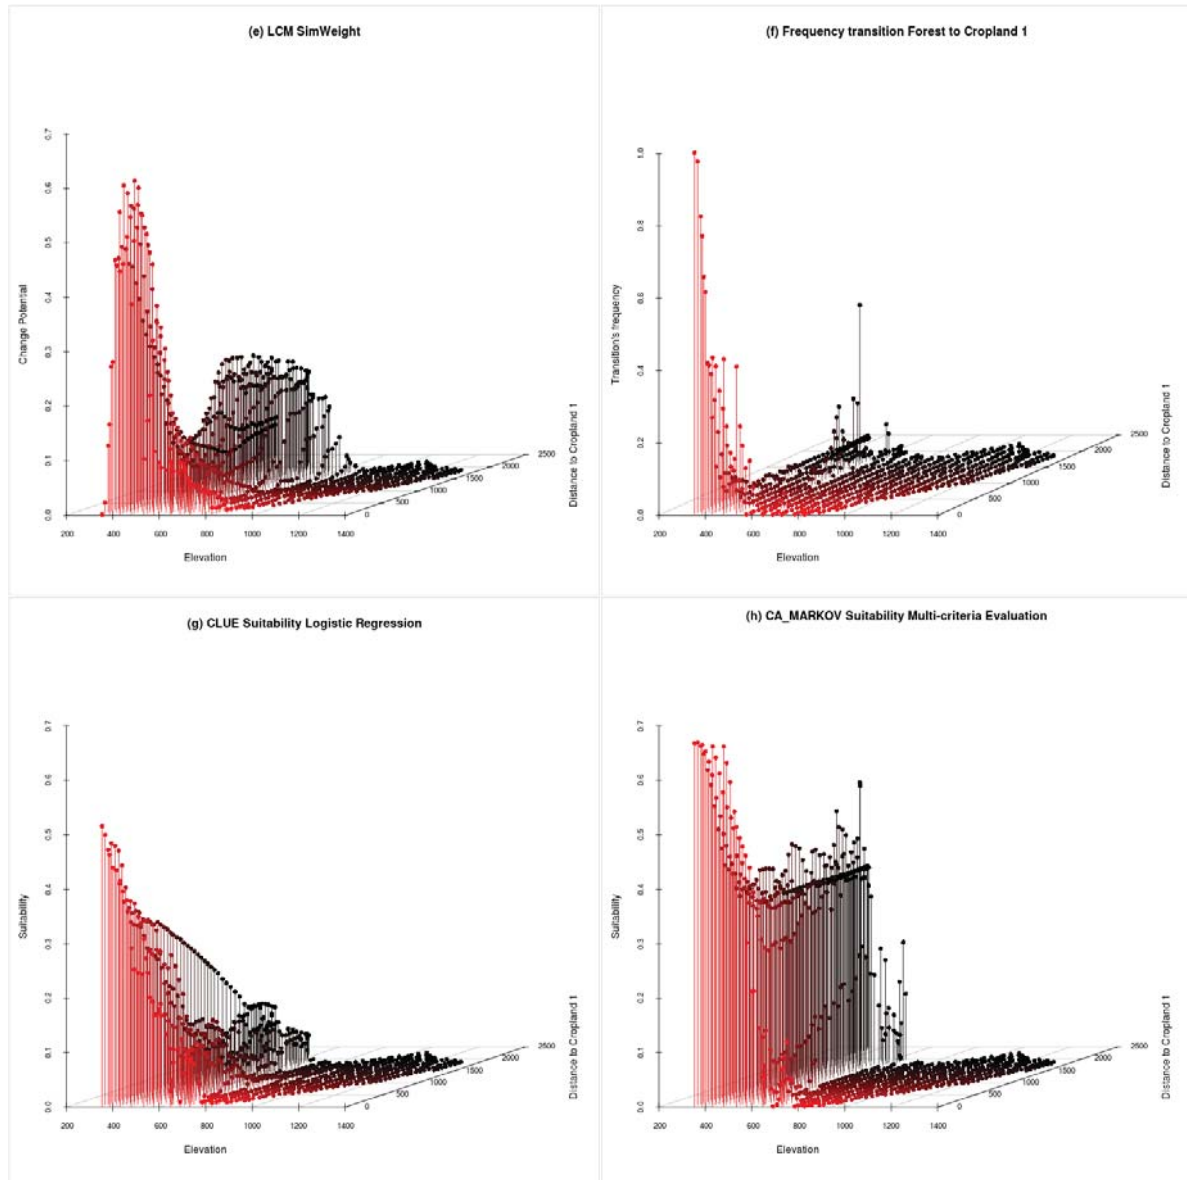 (e) LCM SimWeight
Change Potential
0.7
0.6
0.5
0.4
0.3
0.2
0.1
0.0
200 400 600 800 1000 1200 1400
Elevation
0 500 1000 1500 2000 2500
Distance to Cropland 1
(f) Frequency transition Forest to Cropland 1
Transition's frequency
1.0
0.8
0.6
0.4
0.2
0.0
200 400 600 800 1000 1200 1400
Elevation
0 500 1000 1500 2000 2500
Distance to Cropland 1
(g) CLUE Suitability Logistic Regression
Suitability
0.7
0.6
0.5
0.4
0.3
0.2
0.1
0.0
200 400 600 800 1000 1200 1400
Elevation
0 500 1000 1500 2000 2500
Distance to Cropland 1
(h) CA_MARKOV Suitability Multi-criteria Evaluation
Suitability
0.7
0.6
0.5
0.4
0.3
0.2
0.1
0.0
200 400 600 800 1000 1200 1400
Elevation
0 500 1000 1500 2000 2500
Distance to Cropland 1